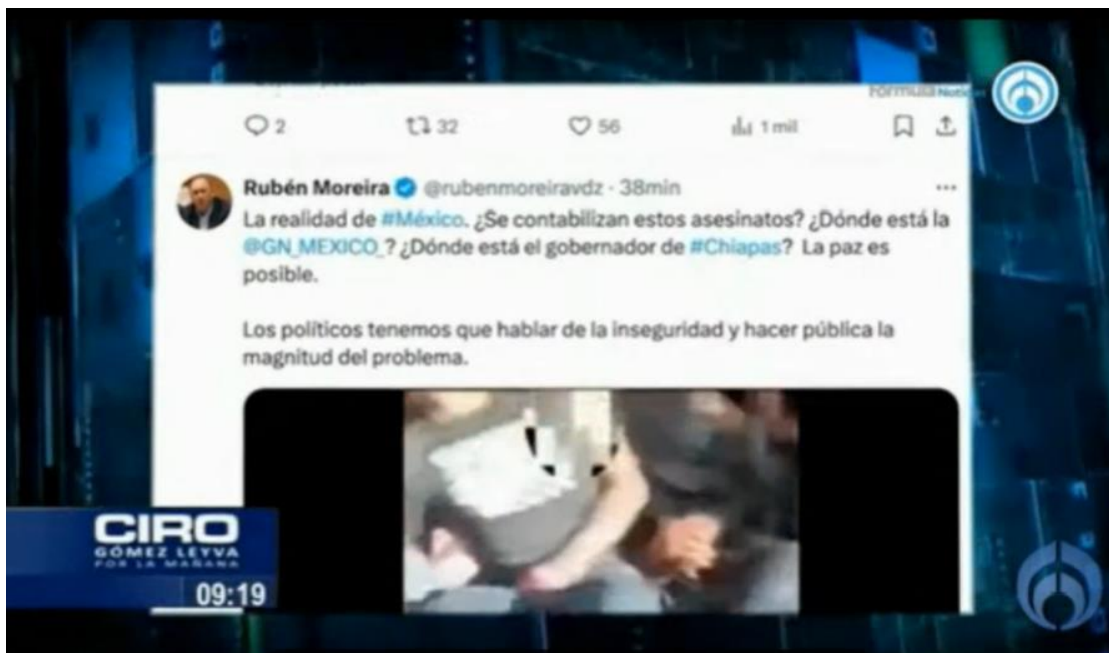 Fórmula Noticias
2 32 56 1 mil
Rubén Moreira @rubenmoreiravdz · 38min
La realidad de #México. ¿Se contabilizan estos asesinatos? ¿Dónde está la
@GN_MEXICO_? ¿Dónde está el gobernador de #Chiapas? La paz es
posible.
Los políticos tenemos que hablar de la inseguridad y hacer pública la
magnitud del problema.
CIRO
GÓMEZ LEYVA
POR LA MAÑANA
09:19